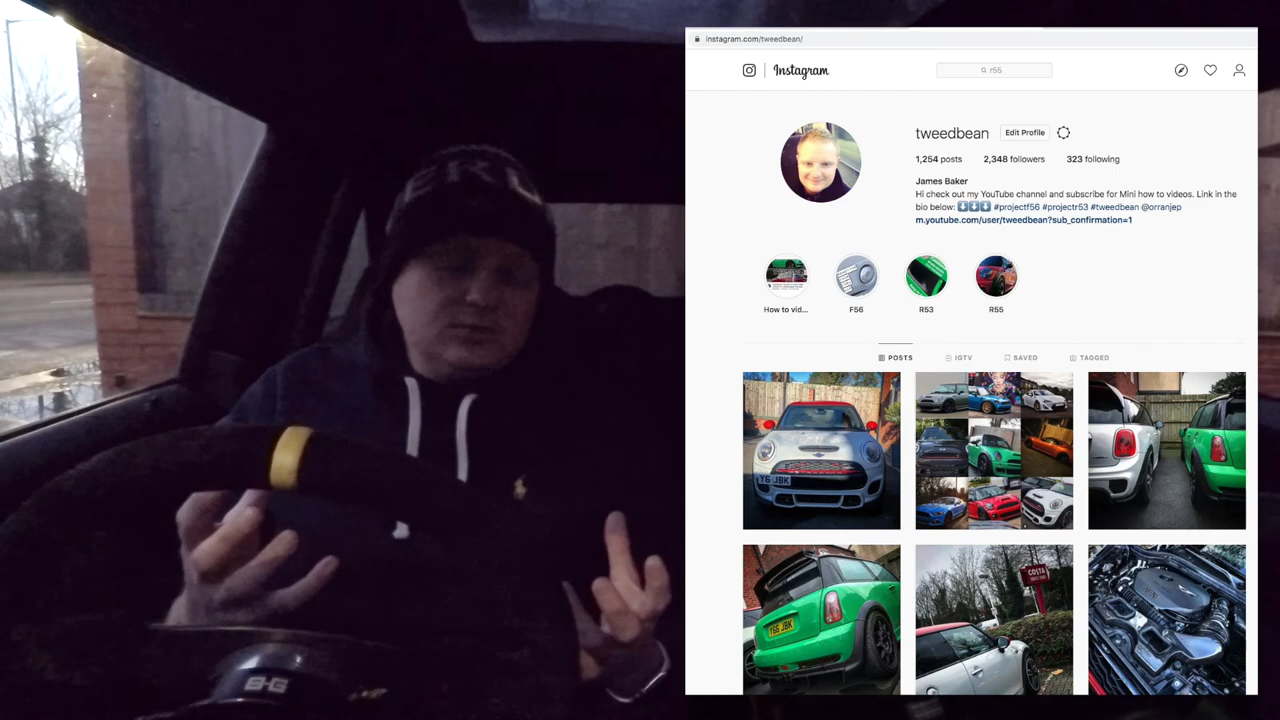 instagram.com/tweedbean/
Instagram
r55
tweedbean
Edit Profile
1,254 posts 2,348 followers 323 following
James Baker
Hi check out my YouTube channel and subscribe for Mini how to videos. Link in the
bio below: ⬇️⬇️⬇️ #projectf56 #projectr53 #tweedbean @orranjep
m.youtube.com/user/tweedbean?sub_confirmation=1
How to vid... F56 R53 R55
POSTS IGTV SAVED TAGGED
Y6 JBK
Y66 JBK
COSTA
B-G